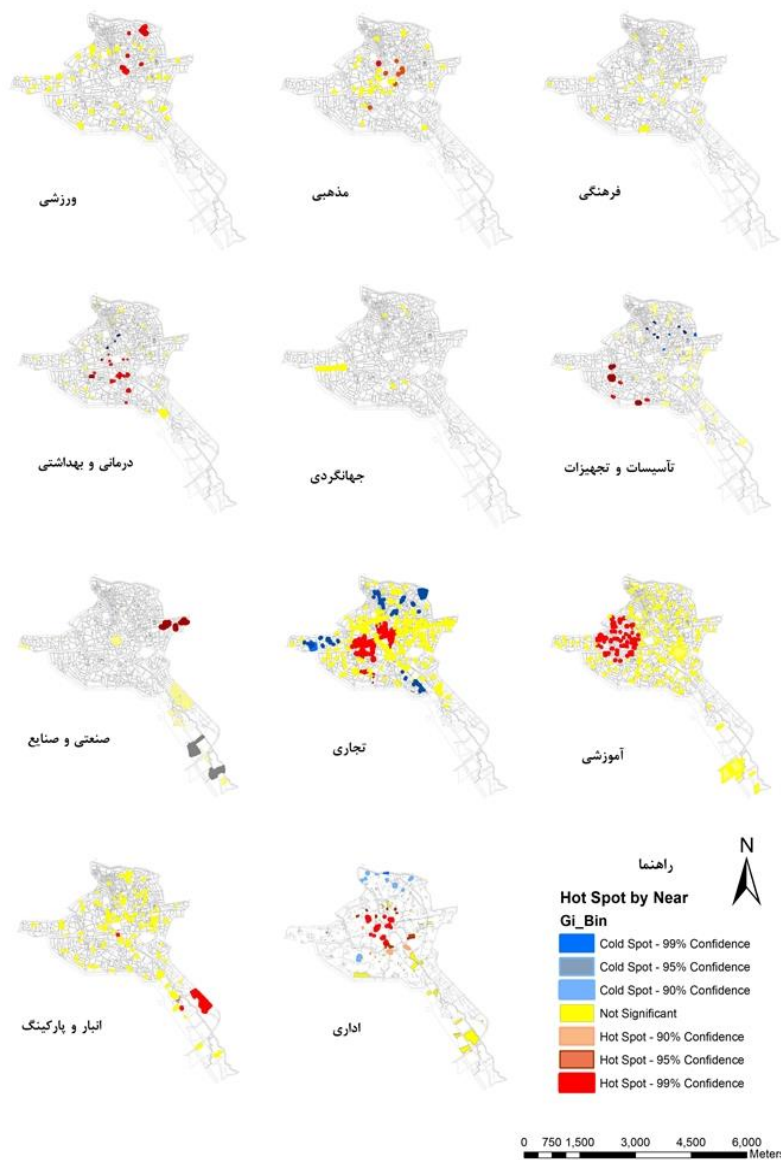 ورزشی
مذهبی
فرهنگی
درمانی و بهداشتی
جهانگردی
تأسیسات و تجهیزات
صنعتی و صنایع
تجاری
آموزشی
انبار و پارکینگ
اداری
راهنما
N
Hot Spot by Near
Gi_Bin
Cold Spot - 99% Confidence
Cold Spot - 95% Confidence
Cold Spot - 90% Confidence
Not Significant
Hot Spot - 90% Confidence
Hot Spot - 95% Confidence
Hot Spot - 99% Confidence
0 750 1,500 3,000 4,500 6,000
Meters